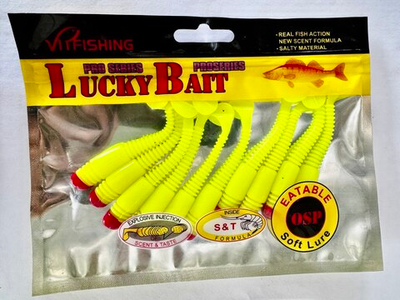 VTFISHING
· REAL FISH ACTION
· NEW SCENT FORMULA
· SALTY MATERIAL
PRO SERIES PROSERIES
LUCKY BAIT
EXPLOSIVE INJECTION
SCENT & TASTE
INSIDE
S&T
FORMULA
EATABLE
OSP
Soft Lure